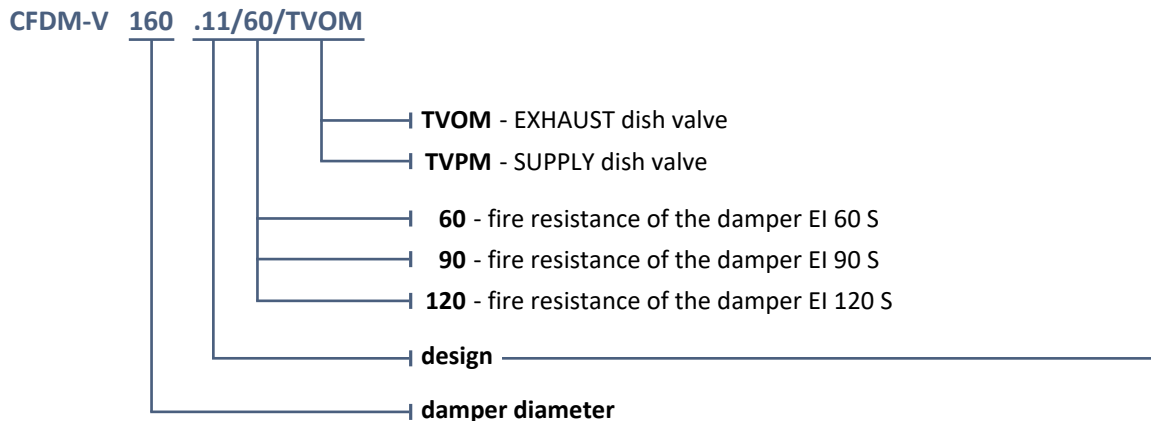 CFDM-V 160 .11/60/TVOM
TVOM - EXHAUST dish valve
TVPM - SUPPLY dish valve
60 - fire resistance of the damper EI 60 S
90 - fire resistance of the damper EI 90 S
120 - fire resistance of the damper EI 120 S
design
damper diameter